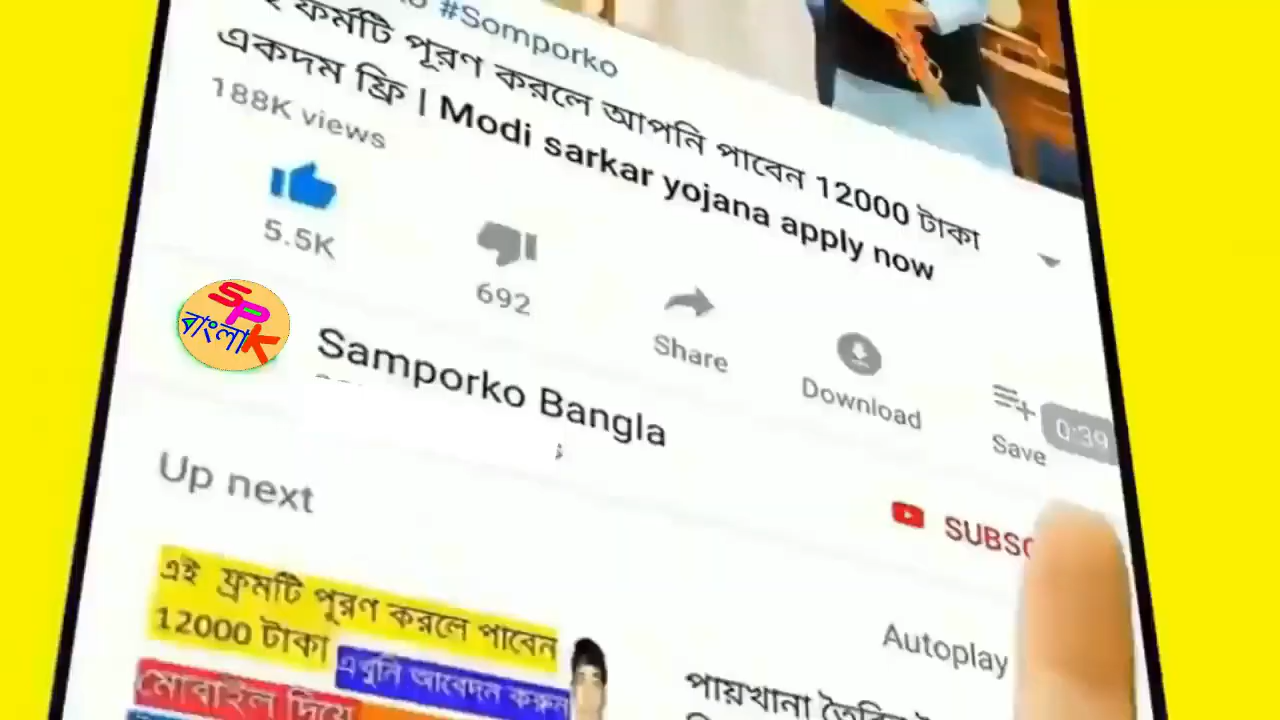 #Somporko
ফর্মটি পূরণ করলে আপনি পাবেন 12000 টাকা
একদম ফ্রি | Modi sarkar yojana apply now
188K views
5.5K
692
Share
Download
Save
0:39
SPK
বাংলা
Samporko Bangla
SUBSC
Up next
Autoplay
এই ফ্রমটি পূরণ করলে পাবেন
12000 টাকা
এখুনি আবেদন করুন
মোবাইল দিয়ে
পায়খানা তৈরির